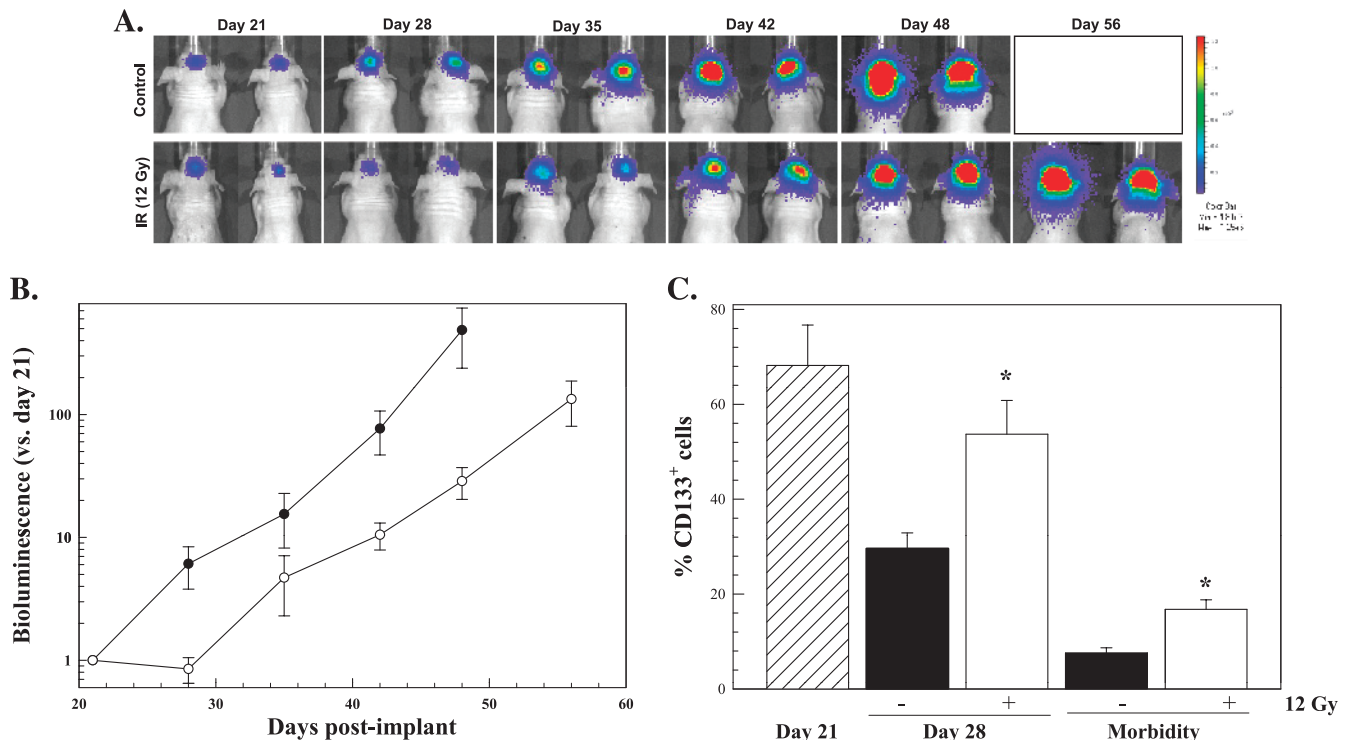 A.
Day 21 Day 28 Day 35 Day 42 Day 48 Day 56
Control
IR (12 Gy)
B.
Bioluminescence (vs. day 21)
100
10
1
20 30 40 50 60
Days post-implant
C.
% CD133+ cells
80
60
40
20
0
*
*
- + - + 12 Gy
Day 21 Day 28 Morbidity